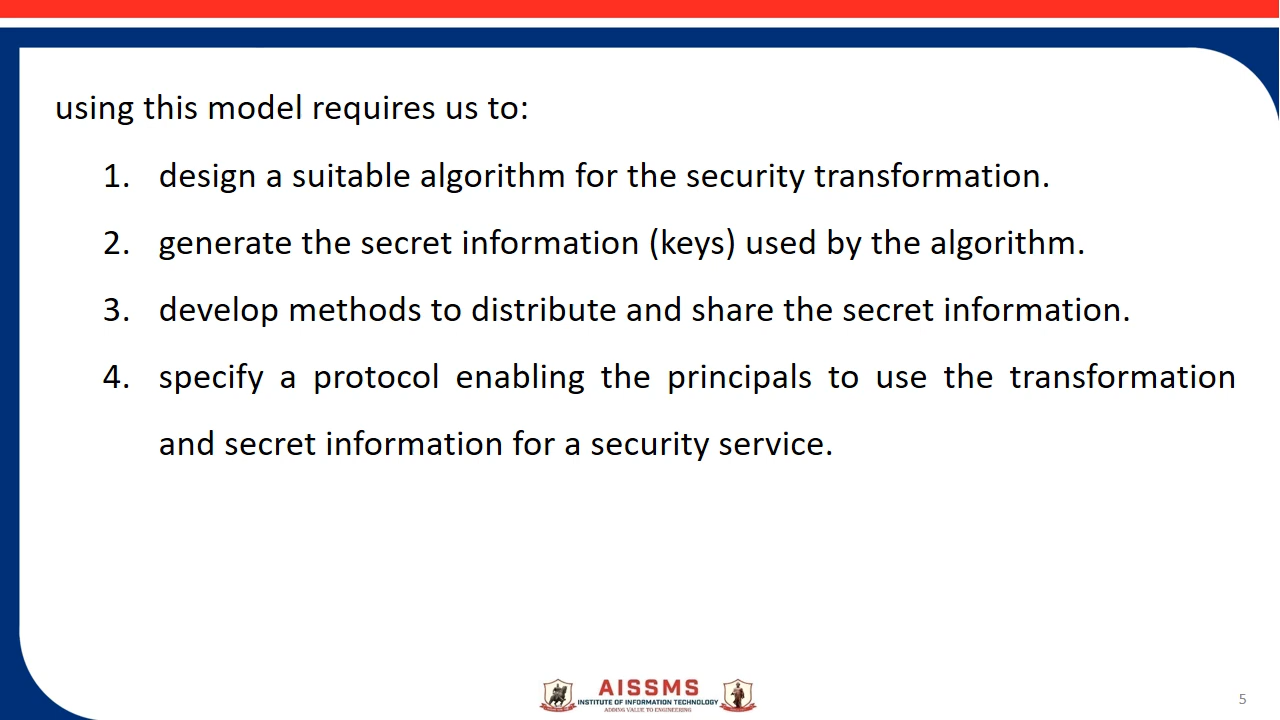 using this model requires us to:
1. design a suitable algorithm for the security transformation.
2. generate the secret information (keys) used by the algorithm.
3. develop methods to distribute and share the secret information.
4. specify a protocol enabling the principals to use the transformation
and secret information for a security service.
AISSMS
INSTITUTE OF INFORMATION TECHNOLOGY
ADDING VALUE TO ENGINEERING
5